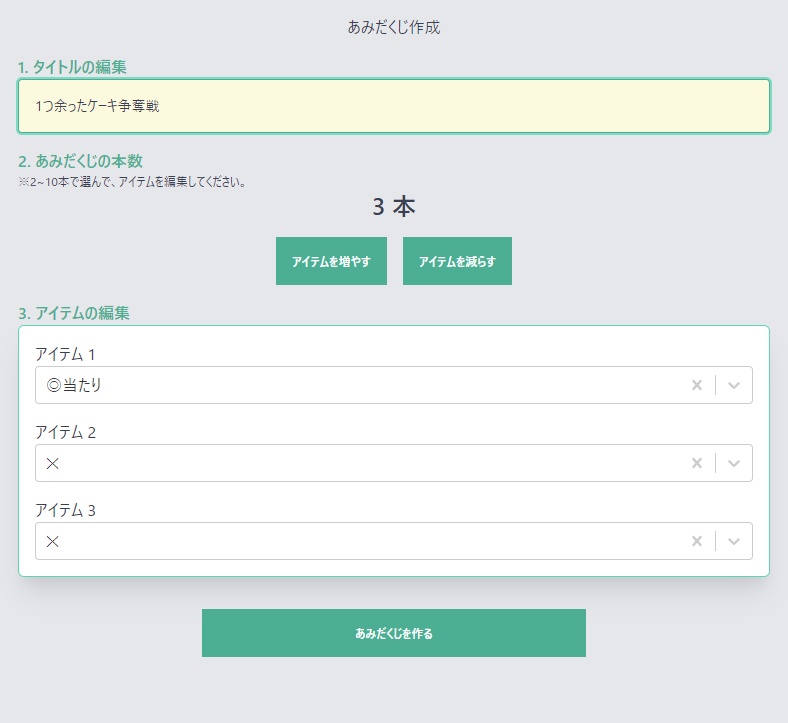 あみだくじ作成
1. タイトルの編集
1つ余ったケーキ争奪戦
2. あみだくじの本数
※2~10本で選んで、アイテムを編集してください。
3 本
アイテムを増やす アイテムを減らす
3. アイテムの編集
アイテム 1
◎当たり
アイテム 2
×
アイテム 3
×
あみだくじを作る